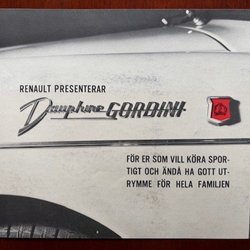 RENAULT PRESENTERAR
Dauphine GORDINI
FÖR ER SOM VILL KÖRA SPOR-
TIGT OCH ÄNDÅ HA GOTT UT-
RYMME FÖR HELA FAMILJEN